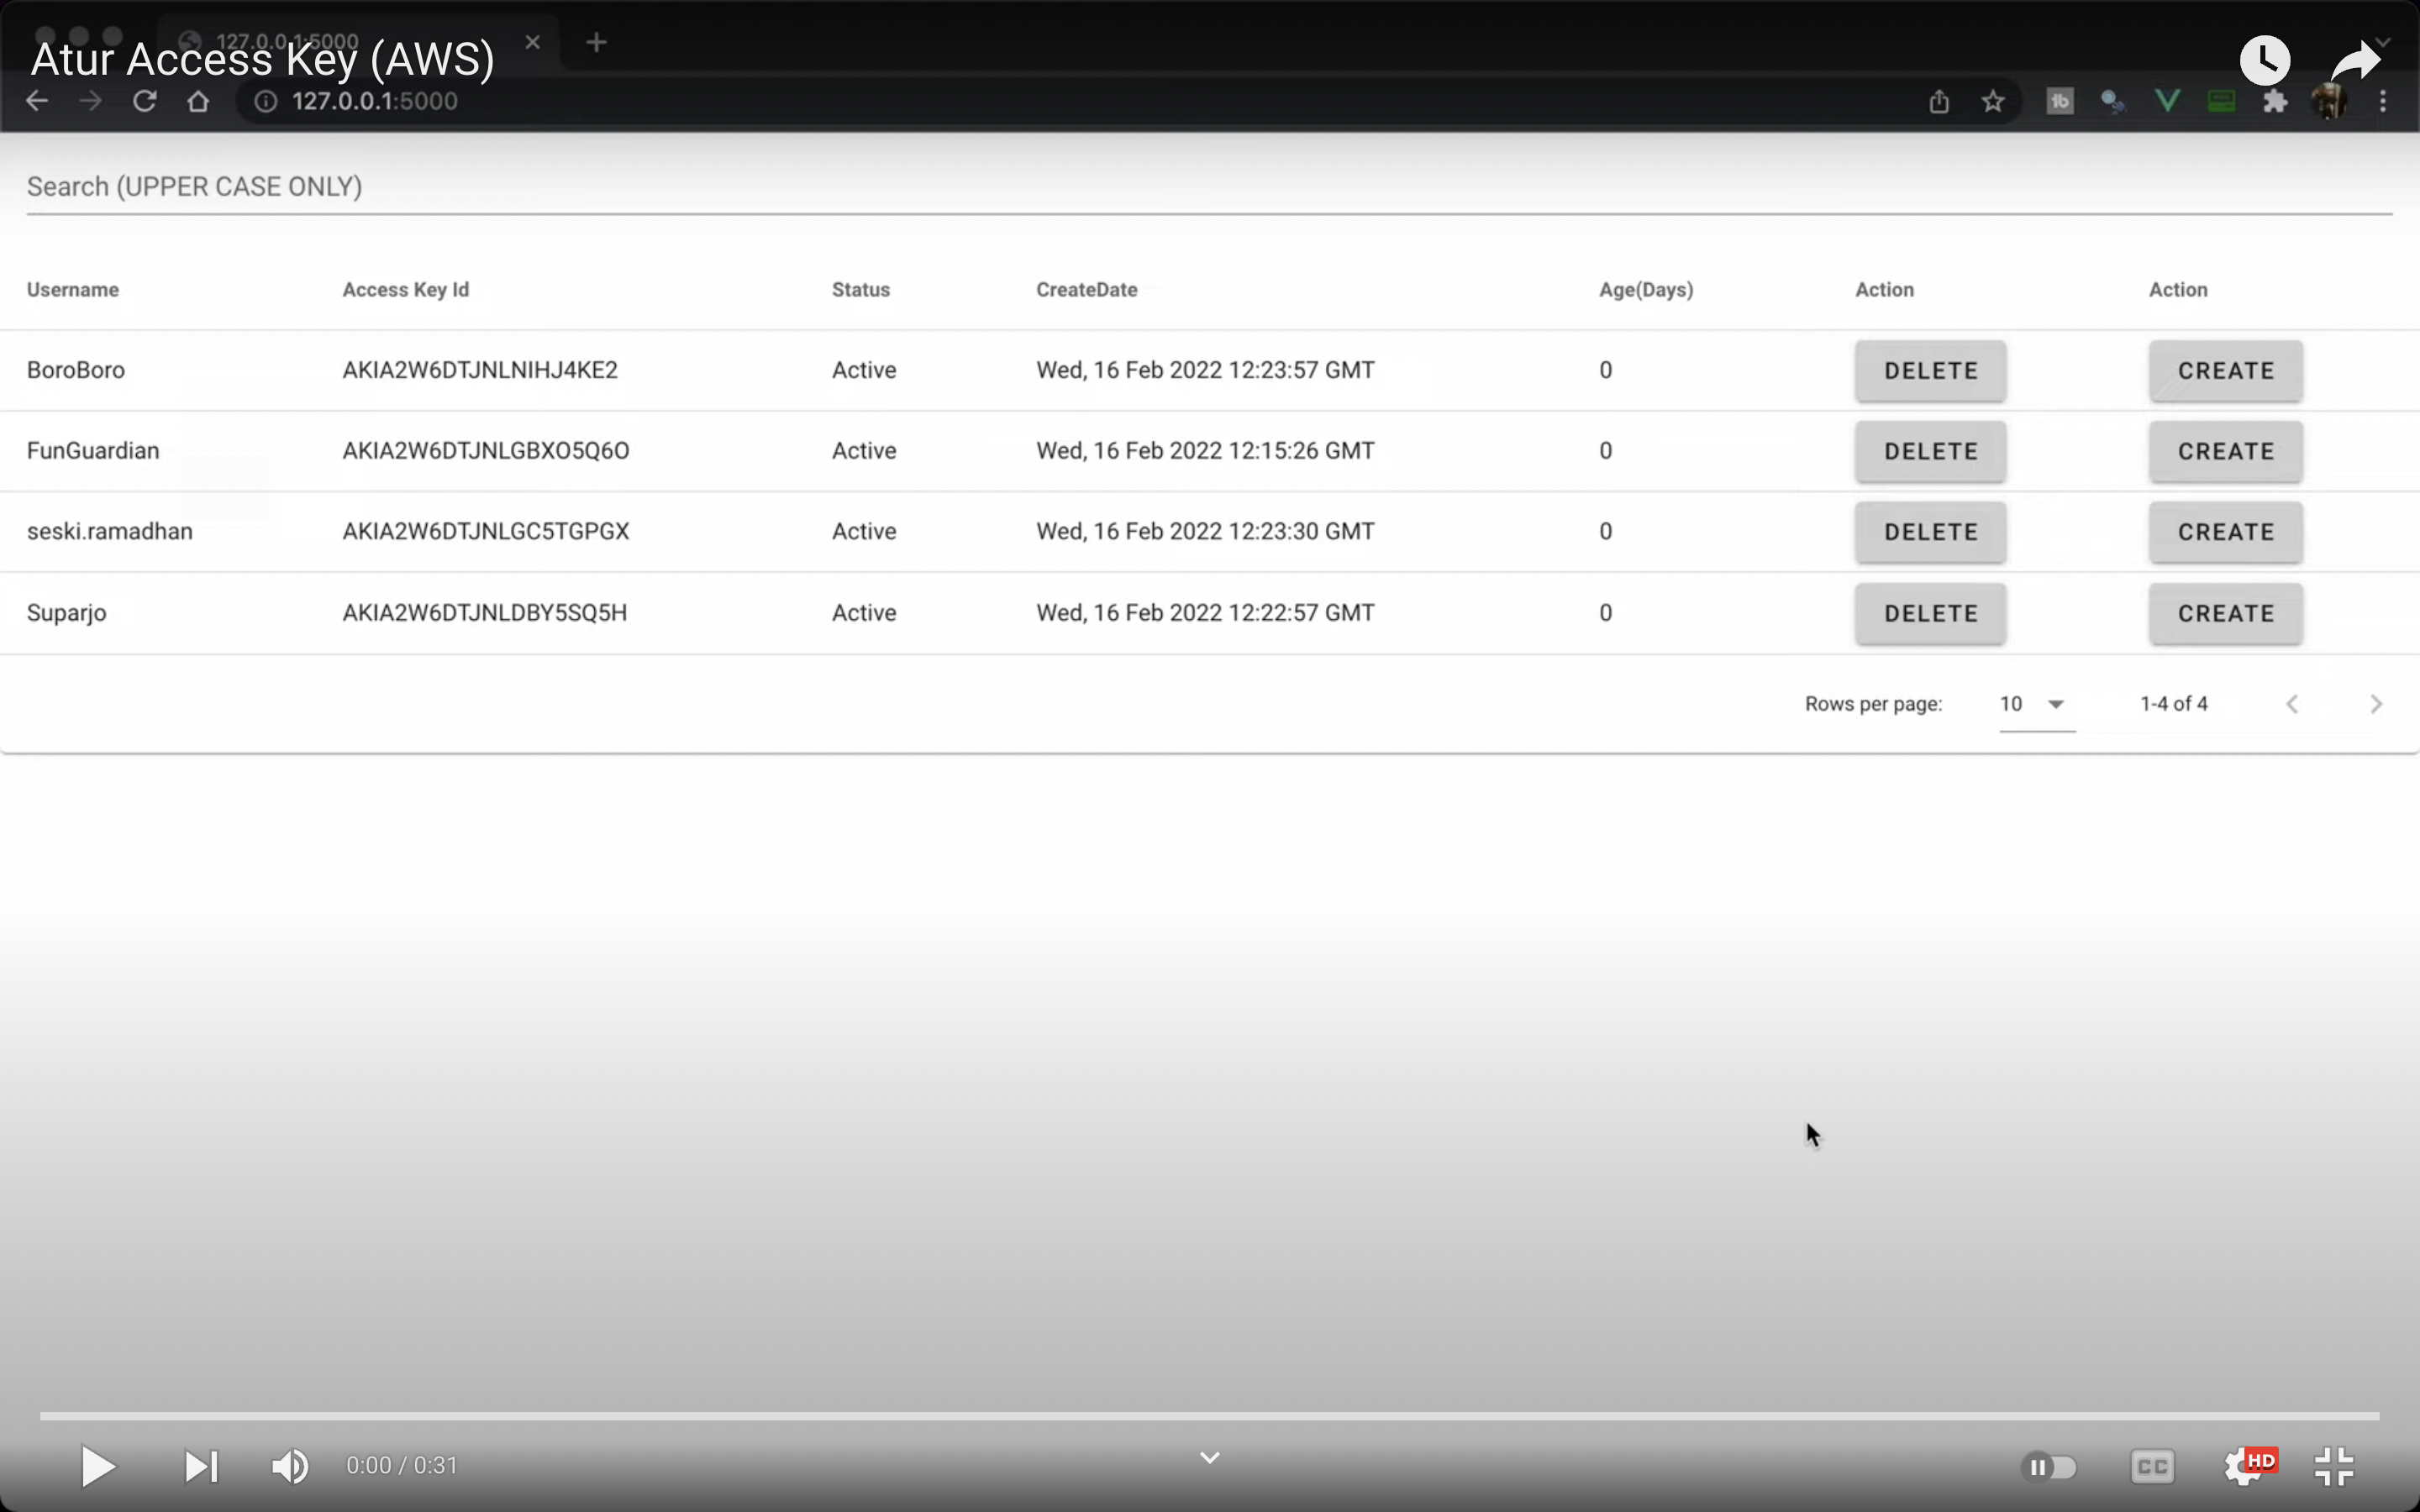 127.0.0.1:5000
Atur Access Key (AWS)
127.0.0.1:5000
Search (UPPER CASE ONLY)
Username Access Key Id Status CreateDate Age(Days) Action Action
BoroBoro AKIA2W6DTJNLNIHJ4KE2 Active Wed, 16 Feb 2022 12:23:57 GMT 0 DELETE CREATE
FunGuardian AKIA2W6DTJNLGBXO5Q6O Active Wed, 16 Feb 2022 12:15:26 GMT 0 DELETE CREATE
seski.ramadhan AKIA2W6DTJNLGC5TGPGX Active Wed, 16 Feb 2022 12:23:30 GMT 0 DELETE CREATE
Suparjo AKIA2W6DTJNLDBY5SQ5H Active Wed, 16 Feb 2022 12:22:57 GMT 0 DELETE CREATE
Rows per page: 10 1-4 of 4
0:00 / 0:31 CC HD